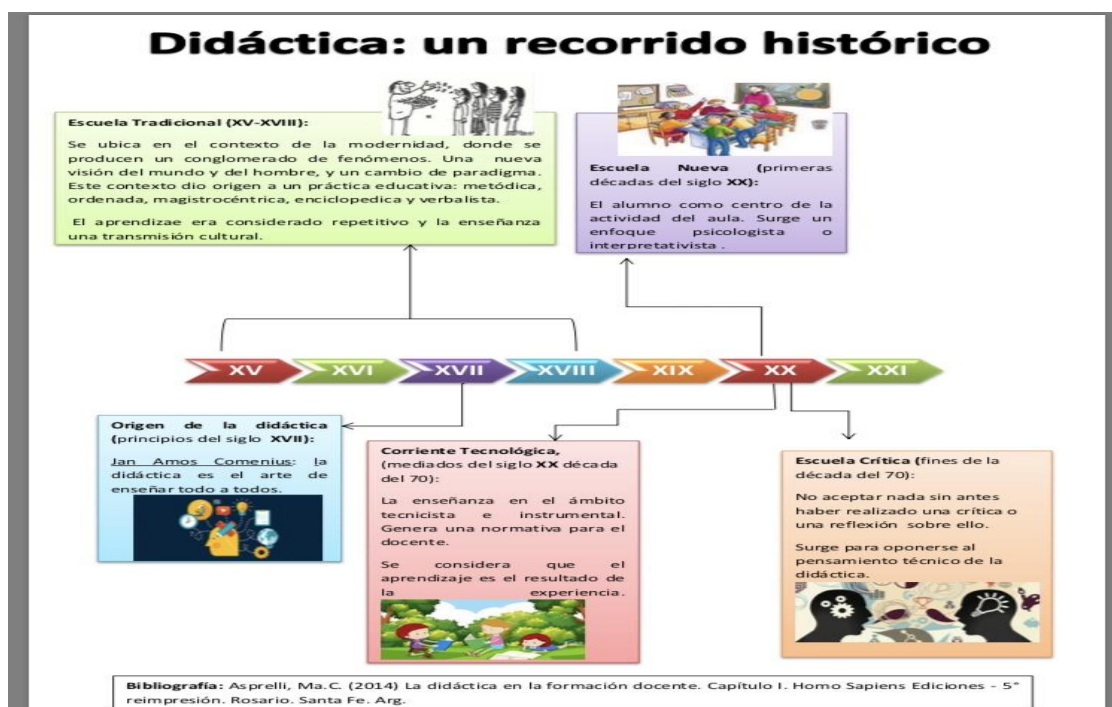 Didáctica: un recorrido histórico
Escuela Tradicional (XV-XVIII):
Se ubica en el contexto de la modernidad, donde se
producen un conglomerado de fenómenos. Una nueva
visión del mundo y del hombre, y un cambio de paradigma.
Este contexto dio origen a un práctica educativa: metódica,
ordenada, magistrocéntrica, enciclopedica y verbalista.
El aprendizae era considerado repetitivo y la enseñanza
una transmisión cultural.
Escuela Nueva (primeras
décadas del siglo XX):
El alumno como centro de la
actividad del aula. Surge un
enfoque psicologista o
interpretativista .
XV
XVI
XVII
XVIII
XIX
XX
XXI
Origen de la didáctica
(principios del siglo XVII):
Jan Amos Comenius: la
didáctica es el arte de
enseñar todo a todos.
Corriente Tecnológica,
(mediados del siglo XX década
del 70):
La enseñanza en el ámbito
tecnicista e instrumental.
Genera una normativa para el
docente.
Se considera que el
aprendizaje es el resultado de
la experiencia.
Escuela Crítica (fines de la
década del 70):
No aceptar nada sin antes
haber realizado una crítica o
una reflexión sobre ello.
Surge para oponerse al
pensamiento técnico de la
didáctica.
Bibliografía: Asprelli, Ma.C. (2014) La didáctica en la formación docente. Capítulo I. Homo Sapiens Ediciones - 5°
reimpresión. Rosario. Santa Fe. Arg.